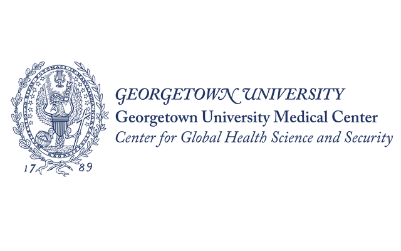 GEORGETOWN UNIVERSITY
Georgetown University Medical Center
Center for Global Health Science and Security
17 89